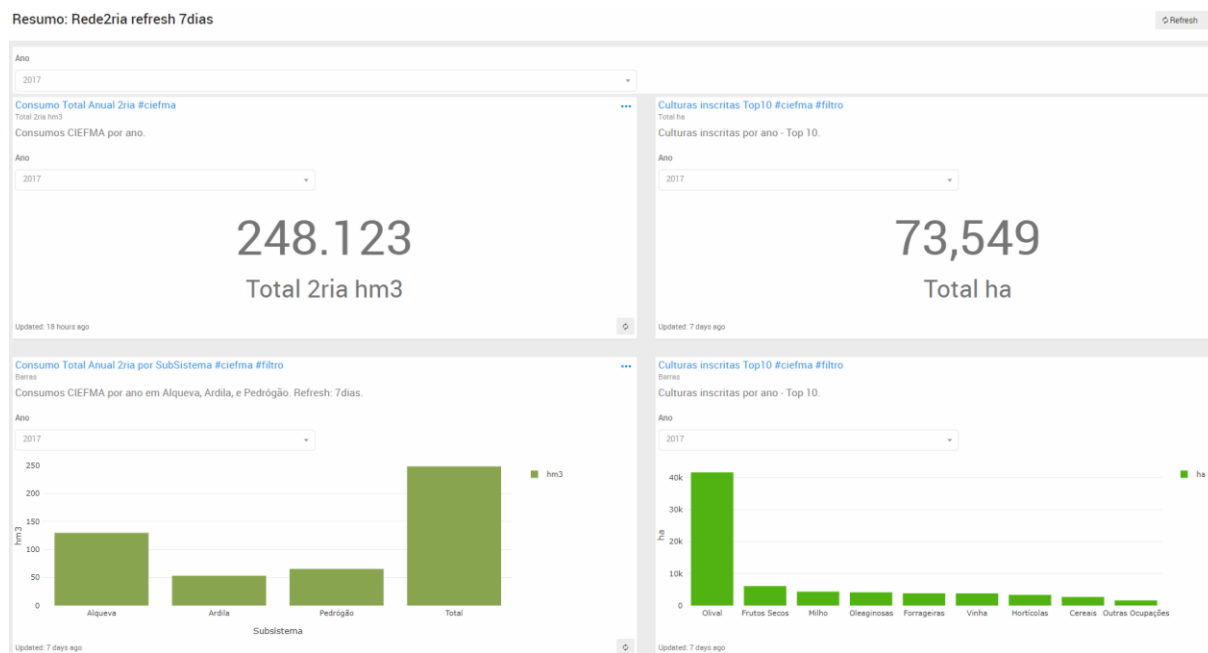 Resumo: Rede2ria refresh 7dias
Refresh
Ano
2017
Consumo Total Anual 2ria #ciefma
Total 2ria hm3
Consumos CIEFMA por ano.
Ano
2017
248.123
Total 2ria hm3
Updated: 18 hours ago
Culturas inscritas Top10 #ciefma #filtro
Total ha
Culturas inscritas por ano - Top 10.
Ano
2017
73,549
Total ha
Updated: 7 days ago
Consumo Total Anual 2ria por SubSistema #ciefma #filtro
Barras
Consumos CIEFMA por ano em Alqueva, Ardila, e Pedrógão. Refresh: 7dias.
Ano
2017
250
200
150
100
50
0
hm3
Alqueva Ardila Pedrógão Total
Subsistema
hm3
Updated: 7 days ago
Culturas inscritas Top10 #ciefma #filtro
Barras
Culturas inscritas por ano - Top 10.
Ano
2017
40k
30k
20k
10k
0
ha
Olival Frutos Secos Milho Oleaginosas Forrageiras Vinha Hortícolas Cereais Outras Ocupações
ha
Updated: 7 days ago